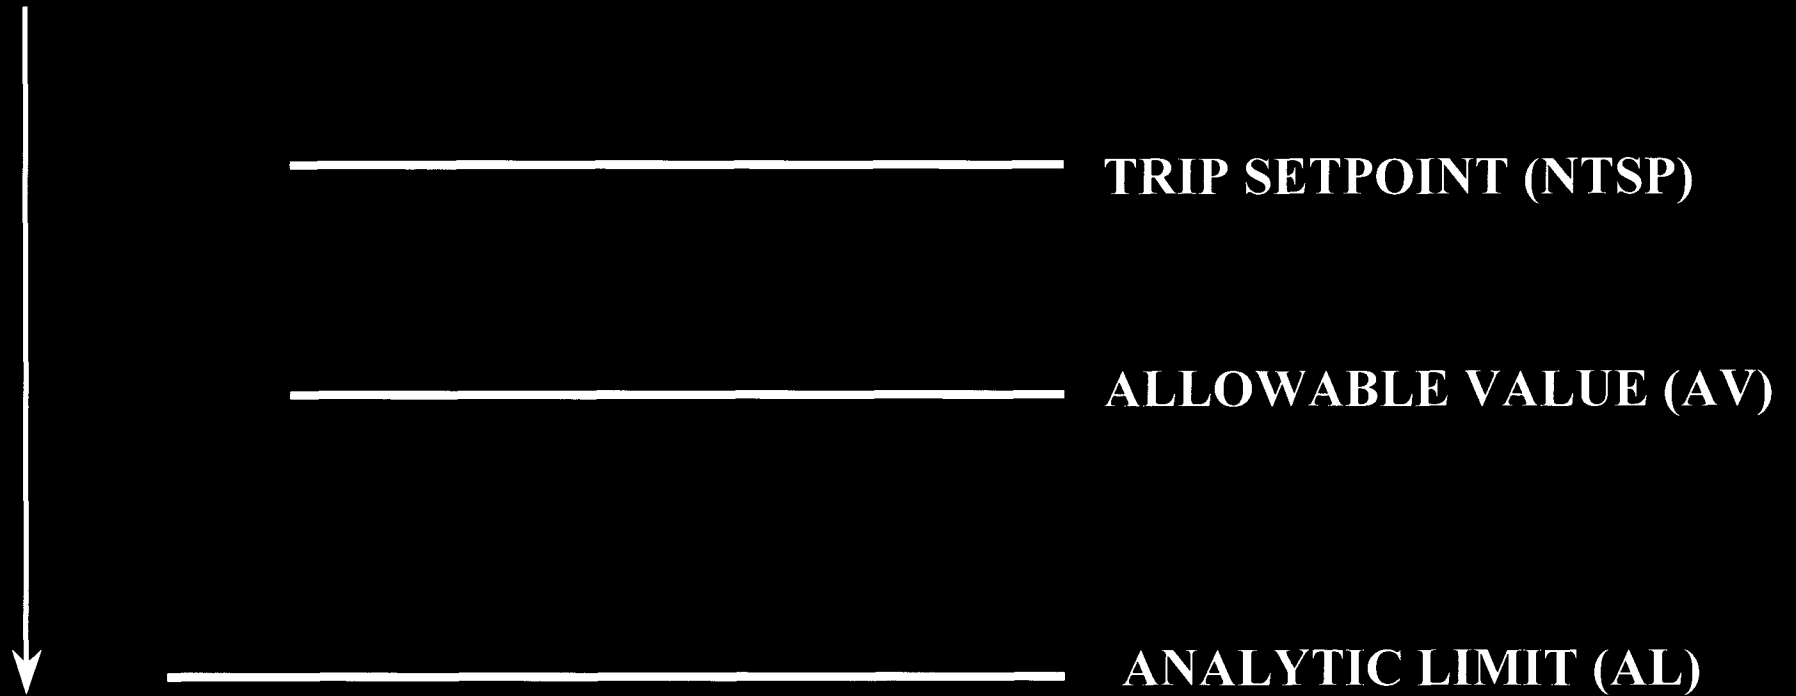 TRIP SETPOINT (NTSP)
ALLOWABLE VALUE (AV)
ANALYTIC LIMIT (AL)